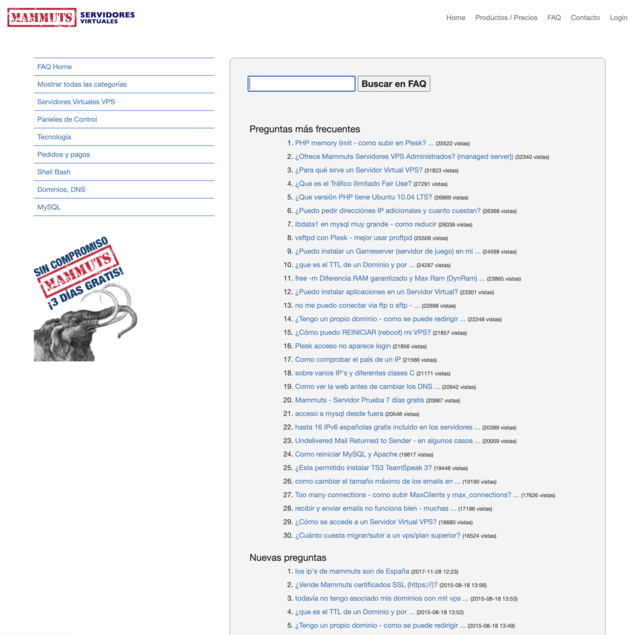 MAMMUTS SERVIDORES VIRTUALES
Home Productos / Precios FAQ Contacto Login
FAQ Home
Mostrar todas las categorías
Servidores Virtuales VPS
Paneles de Control
Tecnología
Pedidos y pagos
Shell Bash
Dominios, DNS
MySQL
SIN COMPROMISO
MAMMUTS
¡3 DIAS GRATIS!
Buscar en FAQ
Preguntas más frecuentes
1. PHP memory limit - como subir en Plesk? ... (35522 vistas)
2. ¿Ofrece Mammuts Servidores VPS Administrados? (managed server)) (32340 vistas)
3. ¿Para qué sirve un Servidor Virtual VPS? (31823 vistas)
4. ¿Que es el Tráfico ilimitado Fair Use? (27291 vistas)
5. ¿Que versión PHP tiene Ubuntu 10.04 LTS? (26969 vistas)
6. ¿Puedo pedir direcciónes IP adicionales y cuanto cuestan? (26368 vistas)
7. ibdata1 en mysql muy grande - como reducir (26036 vistas)
8. vsftpd con Plesk - mejor usar proftpd (25509 vistas)
9. ¿Puedo instalar un Gameserver (servidor de juego) en mi ... (24598 vistas)
10. ¿que es el TTL de un Dominio y por ... (24287 vistas)
11. free -m Diferencia RAM garantizado y Max Ram (DynRam) ... (23865 vistas)
12. ¿Puedo instalar aplicaciones en un Servidor Virtual? (23301 vistas)
13. no me puedo conectar via ftp o sftp - ... (22698 vistas)
14. ¿Tengo un propio dominio - como se puede redirigir ... (22248 vistas)
15. ¿Cómo puedo REINICIAR (reboot) mi VPS? (21857 vistas)
16. Plesk acceso no aparece login (21856 vistas)
17. Como comprobar el país de un IP (21566 vistas)
18. sobre varios IP's y diferentes clases C (21171 vistas)
19. Como ver la web antes de cambiar los DNS ... (20942 vistas)
20. Mammuts - Servidor Prueba 7 días gratis (20887 vistas)
21. acceso a mysql desde fuera (20548 vistas)
22. hasta 16 IPv6 españolas gratis incluido en los servidores ... (20389 vistas)
23. Undelivered Mail Returned to Sender - en algunos casos ... (20059 vistas)
24. Como reiniciar MySQL y Apache (19817 vistas)
25. ¿Esta permitido instalar TS3 TeamSpeak 3? (19446 vistas)
26. como cambiar el tamaño máximo de los emails en ... (19190 vistas)
27. Too many connections - como subir MaxClients y max_connections? ... (17626 vistas)
28. recibir y enviar emails no funciona bien - muchas ... (17196 vistas)
29. ¿Cómo se accede a un Servidor Virtual VPS? (16680 vistas)
30. ¿Cuánto cuesta migrar/subir a un vps/plan superior? (16524 vistas)
Nuevas preguntas
1. los ip's de mammuts son de España (2017-11-28 12:23)
2. ¿Vende Mammuts certificados SSL (https://)? (2015-08-18 13:56)
3. todavía no tengo asociado mis dominios con mit vps ... (2015-08-18 13:53)
4. ¿que es el TTL de un Dominio y por ... (2015-08-18 13:52)
5. ¿Tengo un propio dominio - como se puede redirigir ... (2015-08-18 13:49)